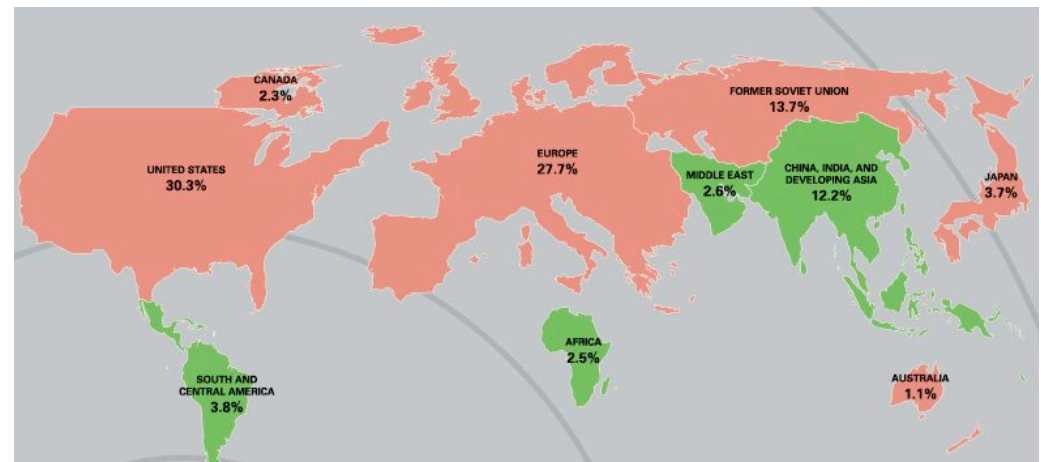 CANADA
2.3%
FORMER SOVIET UNION
13.7%
UNITED STATES
30.3%
EUROPE
27.7%
MIDDLE EAST
2.6%
CHINA, INDIA, AND
DEVELOPING ASIA
12.2%
JAPAN
3.7%
AFRICA
2.5%
SOUTH AND
CENTRAL AMERICA
3.8%
AUSTRALIA
1.1%